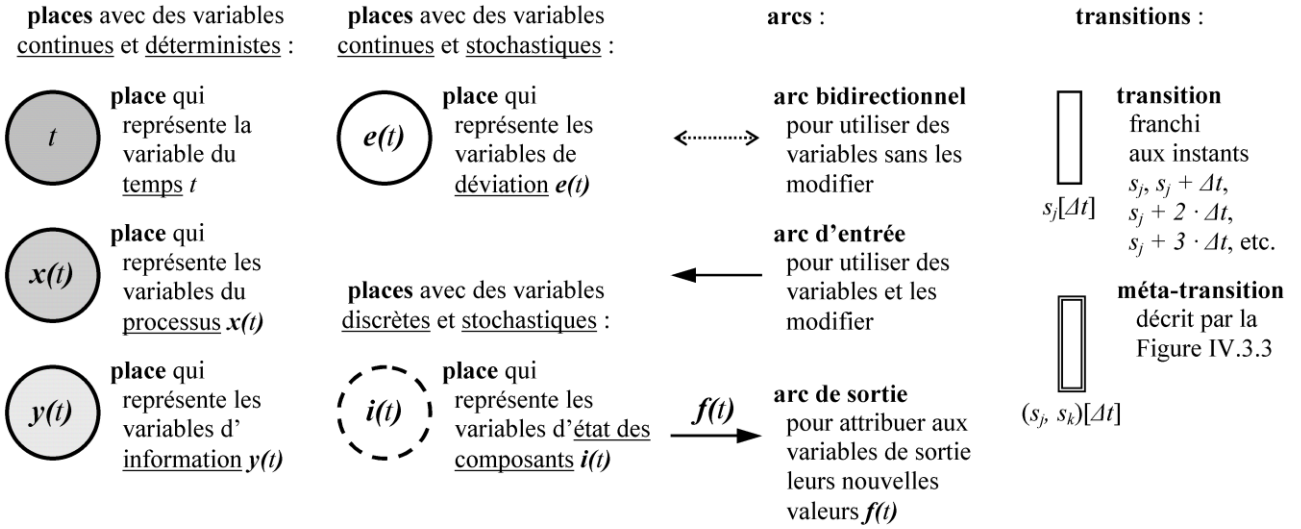 places avec des variables
continues et déterministes :
t
place qui
représente la
variable du
temps t
x(t)
place qui
représente les
variables du
processus x(t)
y(t)
place qui
représente les
variables d’
information y(t)
places avec des variables
continues et stochastiques :
e(t)
place qui
représente les
variables de
déviation e(t)
places avec des variables
discrètes et stochastiques :
i(t)
place qui
représente les
variables d’état des
composants i(t)
arcs :
arc bidirectionnel
pour utiliser des
variables sans les
modifier
arc d’entrée
pour utiliser des
variables et les
modifier
f(t)
arc de sortie
pour attribuer aux
variables de sortie
leurs nouvelles
valeurs f(t)
transitions :
sj[Δt]
transition
franchi
aux instants
sj, sj + Δt,
sj + 2 · Δt,
sj + 3 · Δt, etc.
(sj, sk)[Δt]
méta-transition
décrit par la
Figure IV.3.3